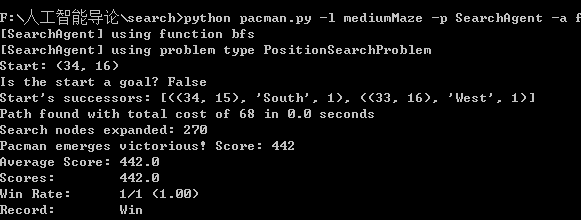 F:\人工智能导论\search>python pacman.py -l mediumMaze -p SearchAgent -a f
[SearchAgent] using function bfs
[SearchAgent] using problem type PositionSearchProblem
Start: (34, 16)
Is the start a goal? False
Start's successors: [((34, 15), 'South', 1), ((33, 16), 'West', 1)]
Path found with total cost of 68 in 0.0 seconds
Search nodes expanded: 270
Pacman emerges victorious! Score: 442
Average Score: 442.0
Scores:        442.0
Win Rate:      1/1 (1.00)
Record:        Win